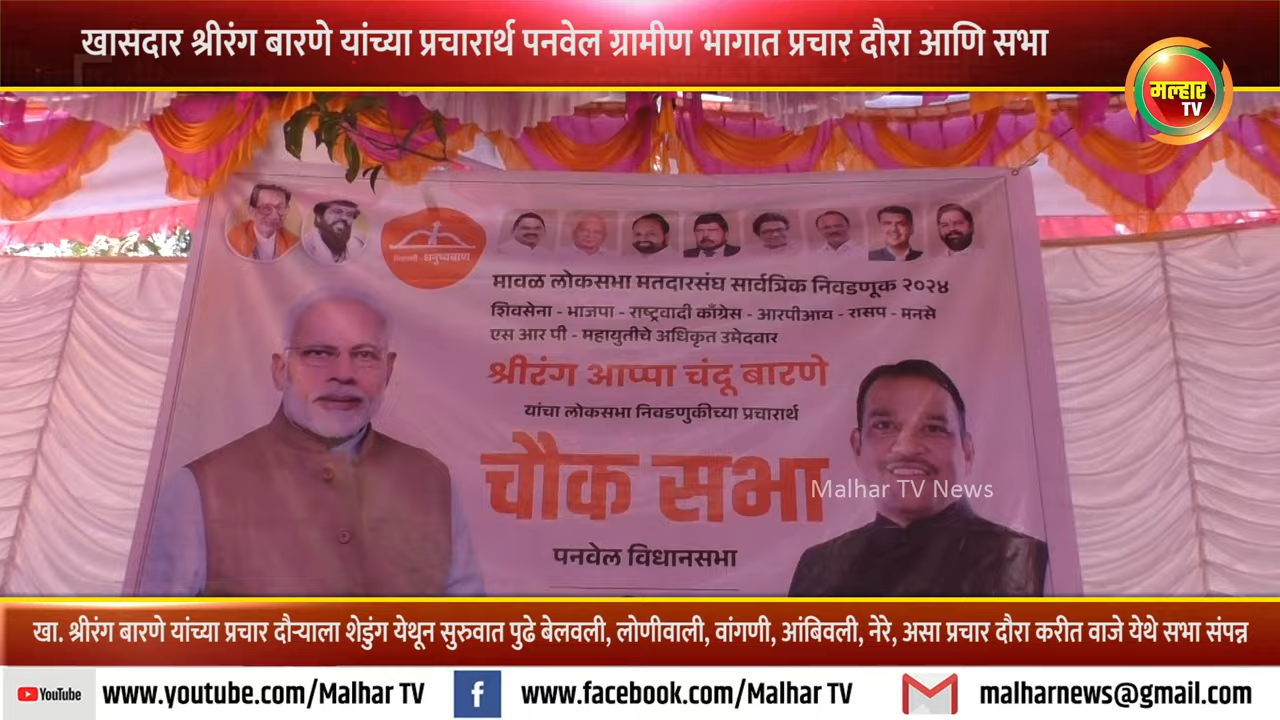 खासदार श्रीरंग बारणे यांच्या प्रचारार्थ पनवेल ग्रामीण भागात प्रचार दौरा आणि सभा
मल्हार
TV
निशाणी - धनुष्यबाण
मावळ लोकसभा मतदारसंघ सार्वत्रिक निवडणूक २०२४
शिवसेना - भाजपा - राष्ट्रवादी काँग्रेस - आरपीआय - रासप - मनसे
एस आर पी - महायुतीचे अधिकृत उमेदवार
श्रीरंग आप्पा चंदू बारणे
यांचा लोकसभा निवडणुकीच्या प्रचारार्थ
चौक सभा
Malhar TV News
पनवेल विधानसभा
खा. श्रीरंग बारणे यांच्या प्रचार दौऱ्याला शेडुंग येथून सुरुवात पुढे बेलवली, लोणीवाली, वांगणी, आंबिवली, नेरे, असा प्रचार दौरा करीत वाजे येथे सभा संपन्न
YouTube www.youtube.com/Malhar TV f www.facebook.com/Malhar TV malharnews@gmail.com